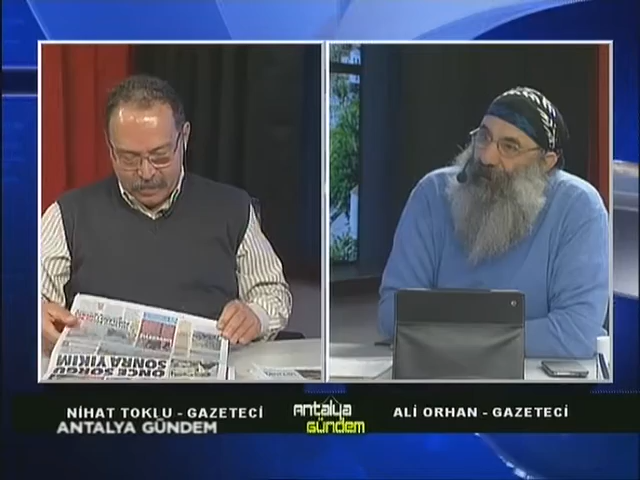 ÖNCE SORGU
SONRA YIKIM
NİHAT TOKLU - GAZETECİ
Antalya
Gündem
ALİ ORHAN - GAZETECİ
ANTALYA GÜNDEM